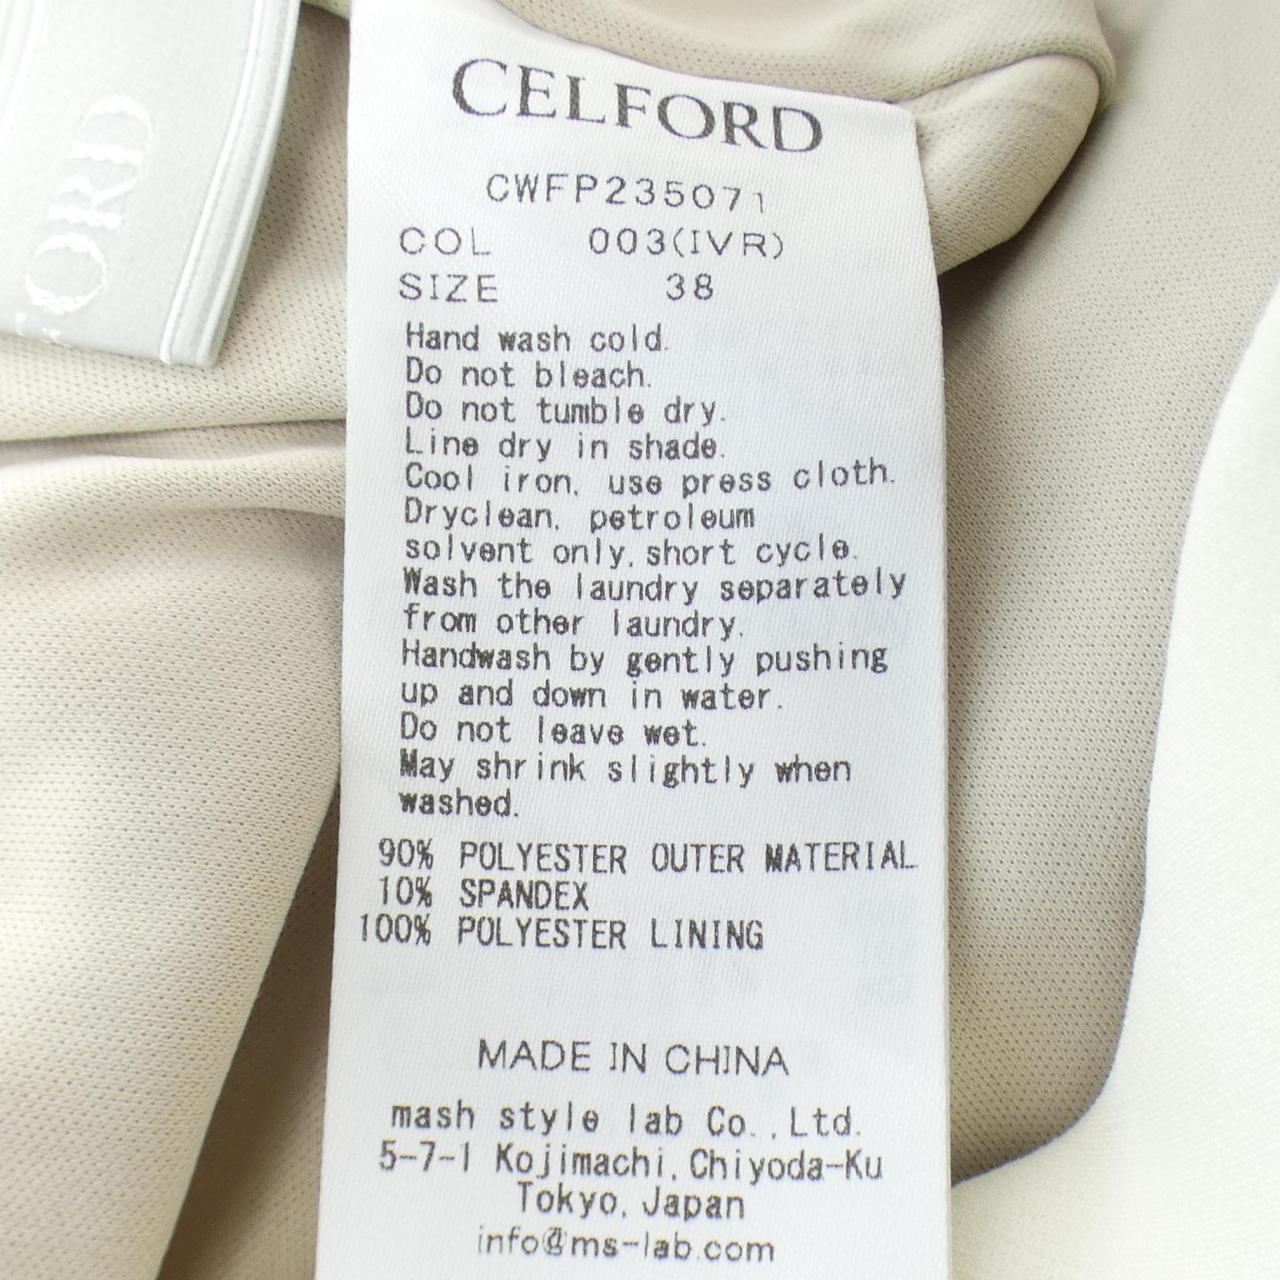 ORD
CELFORD
CWFP235071
COL 003(IVR)
SIZE 38
Hand wash cold.
Do not bleach.
Do not tumble dry.
Line dry in shade.
Cool iron, use press cloth.
Dryclean, petroleum
solvent only, short cycle.
Wash the laundry separately
from other laundry.
Handwash by gently pushing
up and down in water.
Do not leave wet.
May shrink slightly when
washed.
90% POLYESTER OUTER MATERIAL
10% SPANDEX
100% POLYESTER LINING
MADE IN CHINA
mash style lab Co.,Ltd.
5-7-1 Kojimachi, Chiyoda-Ku
Tokyo, Japan
info@ms-lab.com